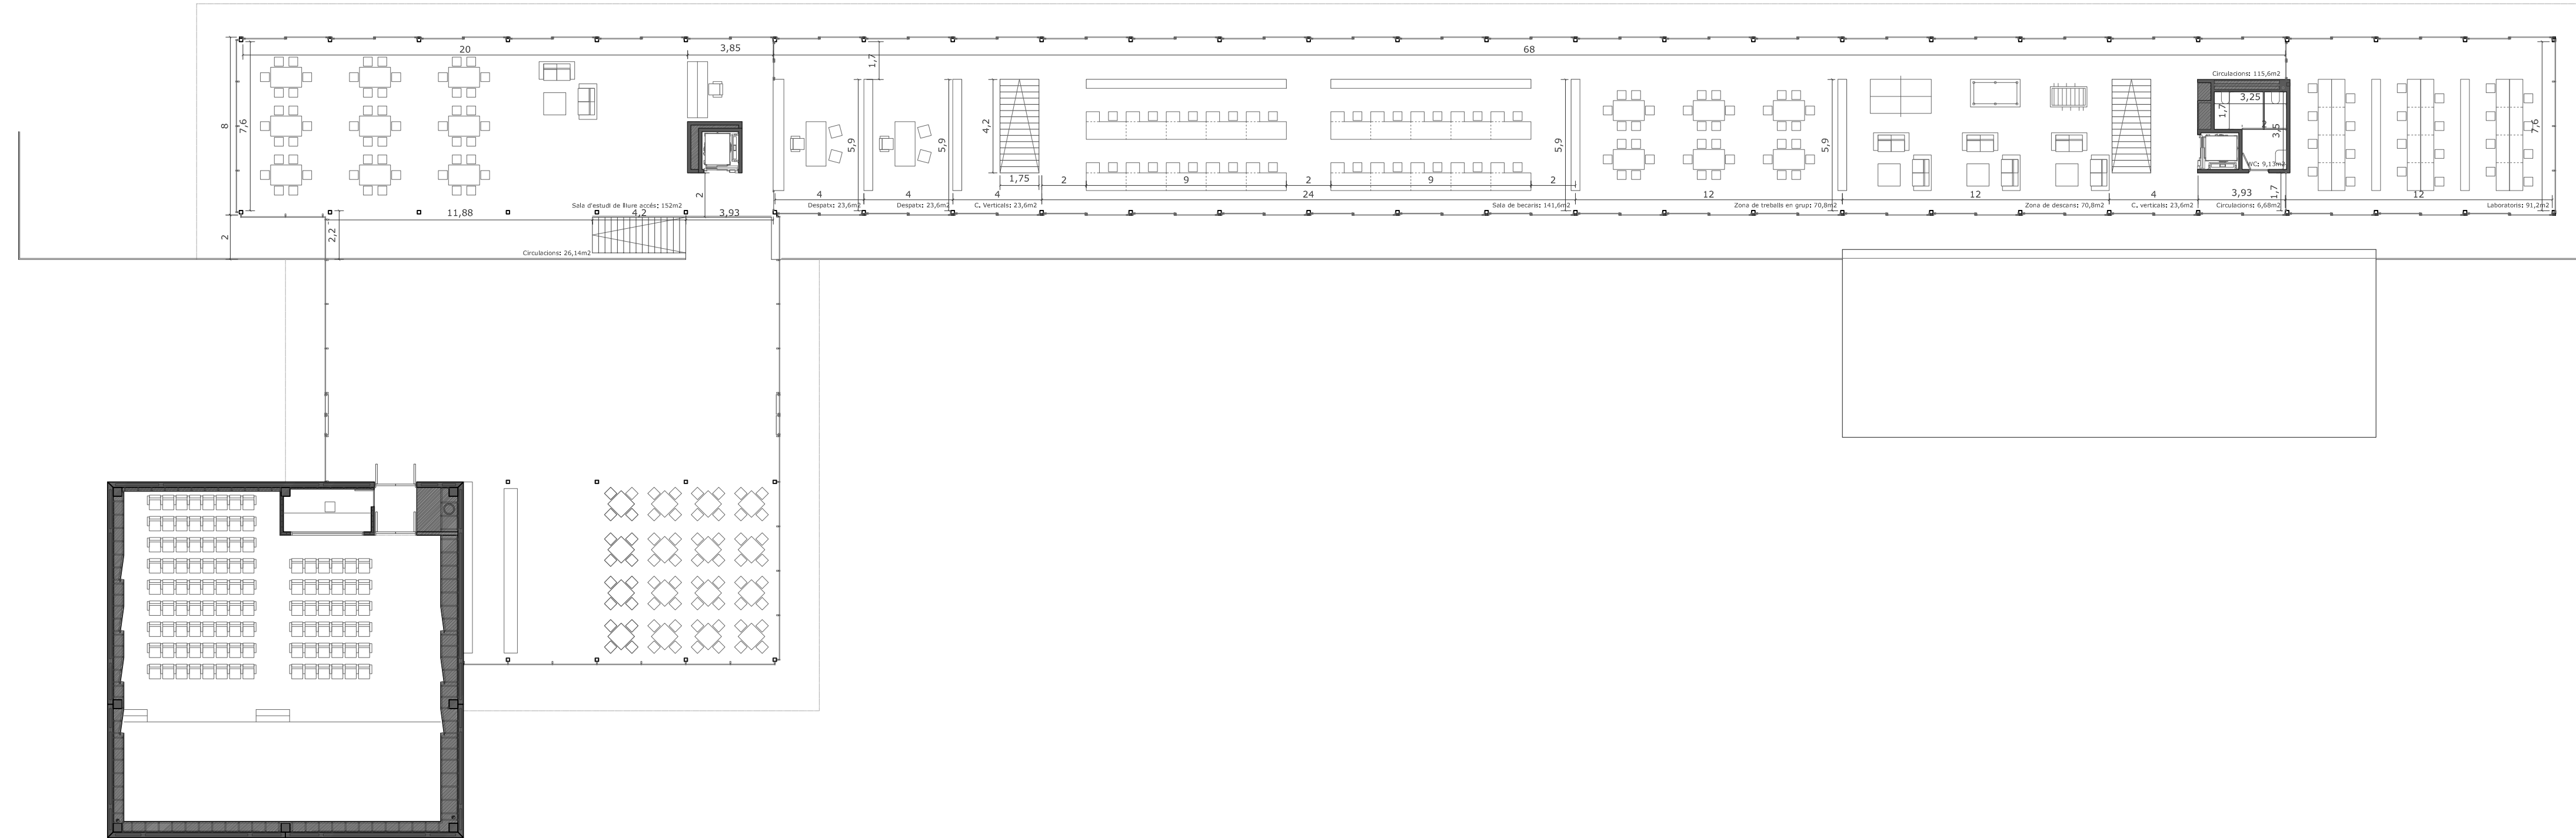 20
3,85
68
1,7
Circulacions: 115,6m2
3,25
1,7
2
3,5
8
7,6
4,2
5,9
5,9
5,9
5,9
7,6
WC: 9,13m2
1,75
2
9
2
9
2
2
4
4
4
24
12
12
4
3,93
12
Sala d'estudi de lliure accés: 152m2
Despatx: 23,6m2
Despatx: 23,6m2
C. Verticals: 23,6m2
Sala de becaris: 141,6m2
Zona de treballs en grup: 70,8m2
Zona de descans: 70,8m2
C. verticals: 23,6m2
Circulacions: 6,68m2
1,7
Laboratoris: 91,2m2
11,88
4,2
3,93
2
2,2
Circulacions: 26,14m2